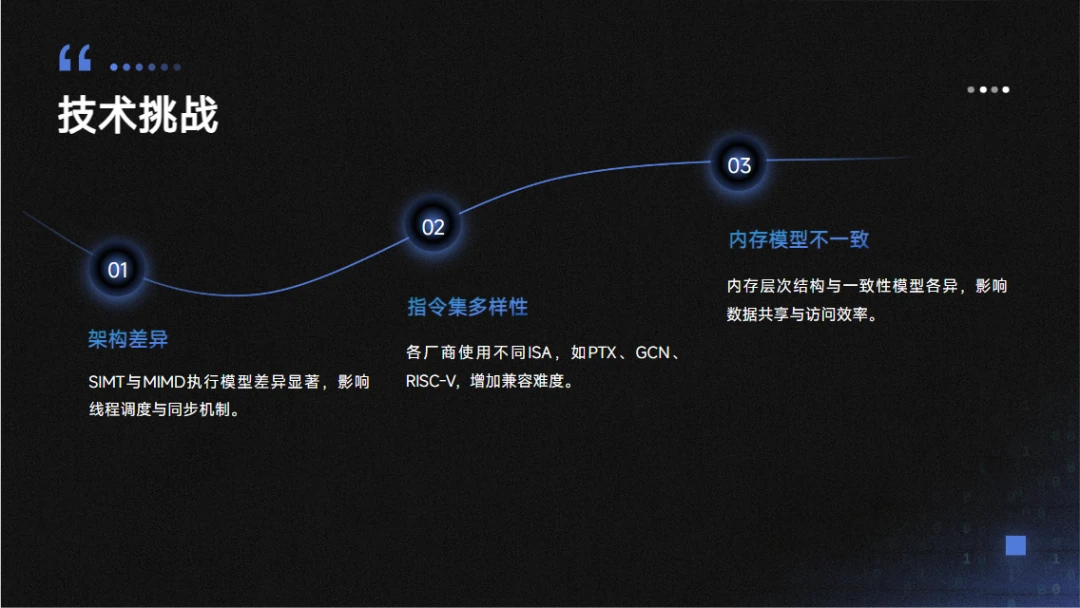 技术挑战
01
架构差异
SIMT与MIMD执行模型差异显著，影响
线程调度与同步机制。
02
指令集多样性
各厂商使用不同ISA，如PTX、GCN、
RISC-V，增加兼容难度。
03
内存模型不一致
内存层次结构与一致性模型各异，影响
数据共享与访问效率。